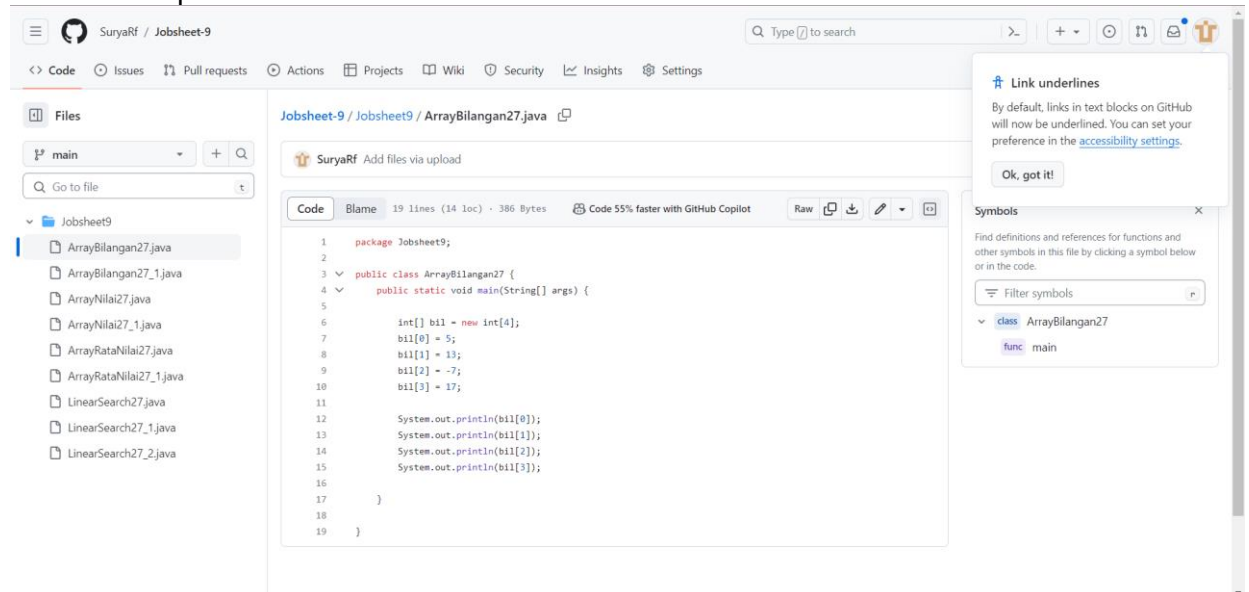 SuryaRf / Jobsheet-9
Type / to search
Code Issues Pull requests Actions Projects Wiki Security Insights Settings
Link underlines
By default, links in text blocks on GitHub
will now be underlined. You can set your
preference in the accessibility settings.
Ok, got it!
Files
main
Go to file t
Jobsheet9
ArrayBilangan27.java
ArrayBilangan27_1.java
ArrayNilai27.java
ArrayNilai27_1.java
ArrayRataNilai27.java
ArrayRataNilai27_1.java
LinearSearch27.java
LinearSearch27_1.java
LinearSearch27_2.java
Jobsheet-9 / Jobsheet9 / ArrayBilangan27.java
SuryaRf Add files via upload
Code Blame 19 lines (14 loc) · 386 Bytes Code 55% faster with GitHub Copilot Raw
1 package Jobsheet9;
2
3 public class ArrayBilangan27 {
4 public static void main(String[] args) {
5
6 int[] bil = new int[4];
7 bil[0] = 5;
8 bil[1] = 13;
9 bil[2] = -7;
10 bil[3] = 17;
11
12 System.out.println(bil[0]);
13 System.out.println(bil[1]);
14 System.out.println(bil[2]);
15 System.out.println(bil[3]);
16
17 }
18
19 }
Symbols
Find definitions and references for functions and
other symbols in this file by clicking a symbol below
or in the code.
Filter symbols r
class ArrayBilangan27
func main